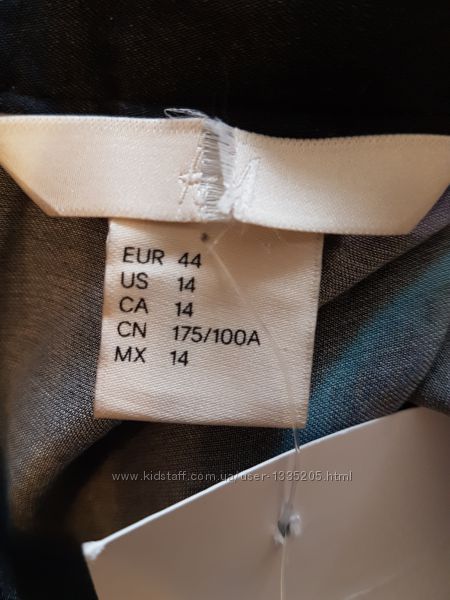 H&M
EUR 44
US 14
CA 14
CN 175/100A
MX 14
www.kidstaff.com.ua/user-1335205.html